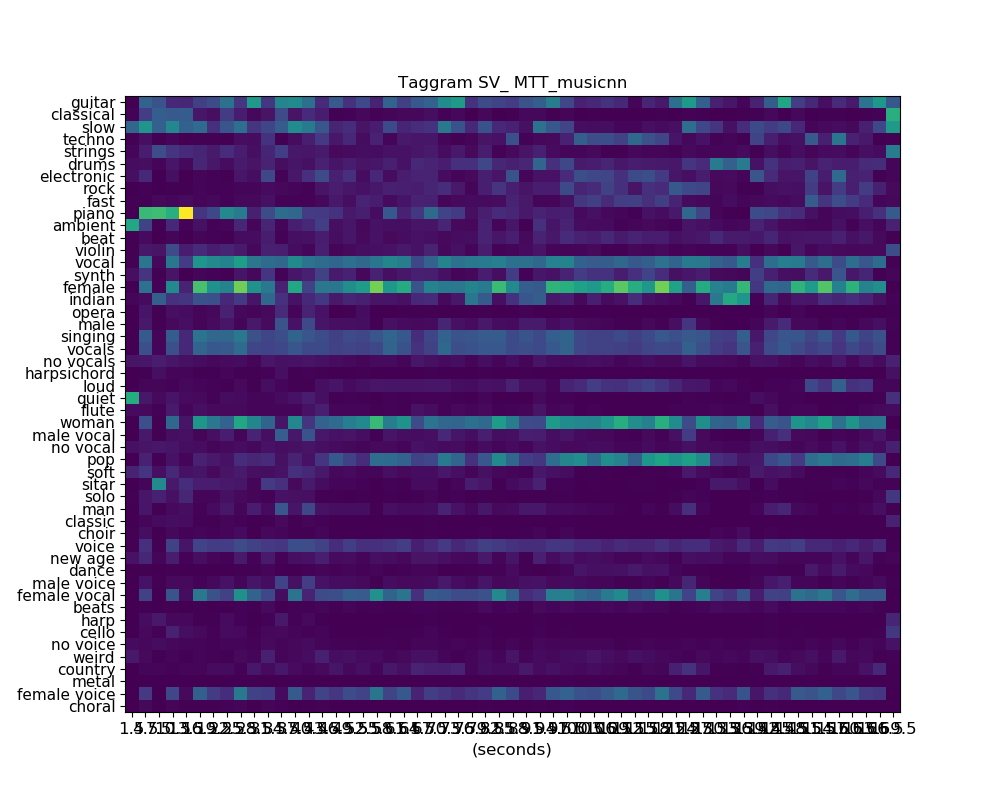 Taggram SV_ MTT_musicnn
guitar
classical
slow
techno
strings
drums
electronic
rock
fast
piano
ambient
beat
violin
vocal
synth
female
indian
opera
male
singing
vocals
no vocals
harpsichord
loud
quiet
flute
woman
male vocal
no vocal
pop
soft
sitar
solo
man
classic
choir
voice
new age
dance
male voice
female vocal
beats
harp
cello
no voice
weird
country
metal
female voice
choral
(seconds)